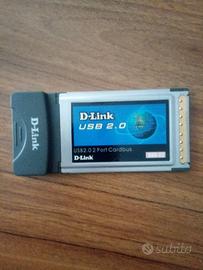 D-Link
D-Link
USB 2.0
USB2.0 2 Port Cardbus
D-Link
subito